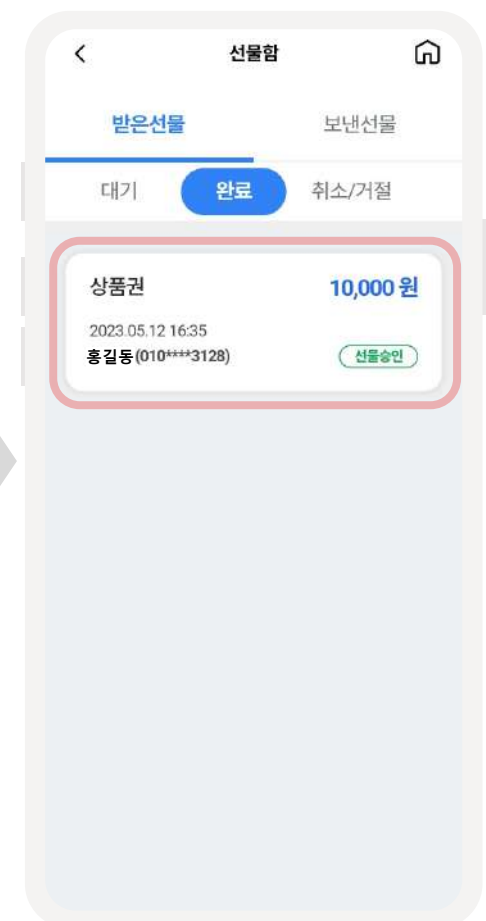 선물함
받은선물 보낸선물
대기 완료 취소/거절
상품권 10,000 원
2023.05.12 16:35
홍길동(010****3128) 선물승인